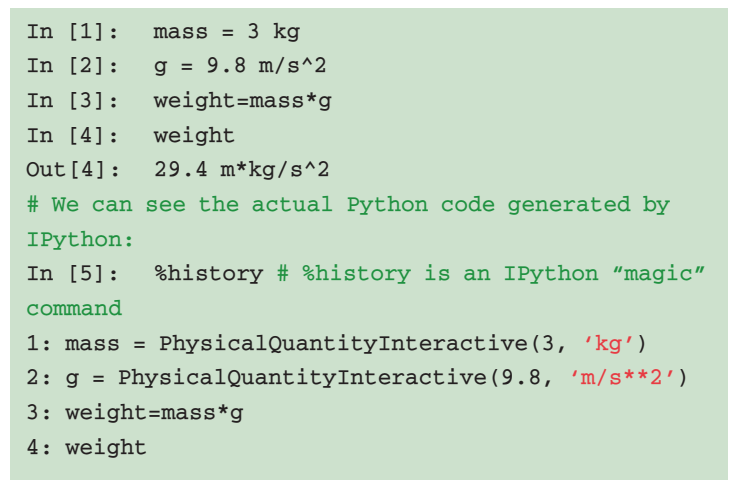 In [1]: mass = 3 kg
In [2]: g = 9.8 m/s^2
In [3]: weight=mass*g
In [4]: weight
Out[4]: 29.4 m*kg/s^2
# We can see the actual Python code generated by
IPython:
In [5]: %history # %history is an IPython “magic”
command
1: mass = PhysicalQuantityInteractive(3, ‘kg’)
2: g = PhysicalQuantityInteractive(9.8, ‘m/s**2’)
3: weight=mass*g
4: weight